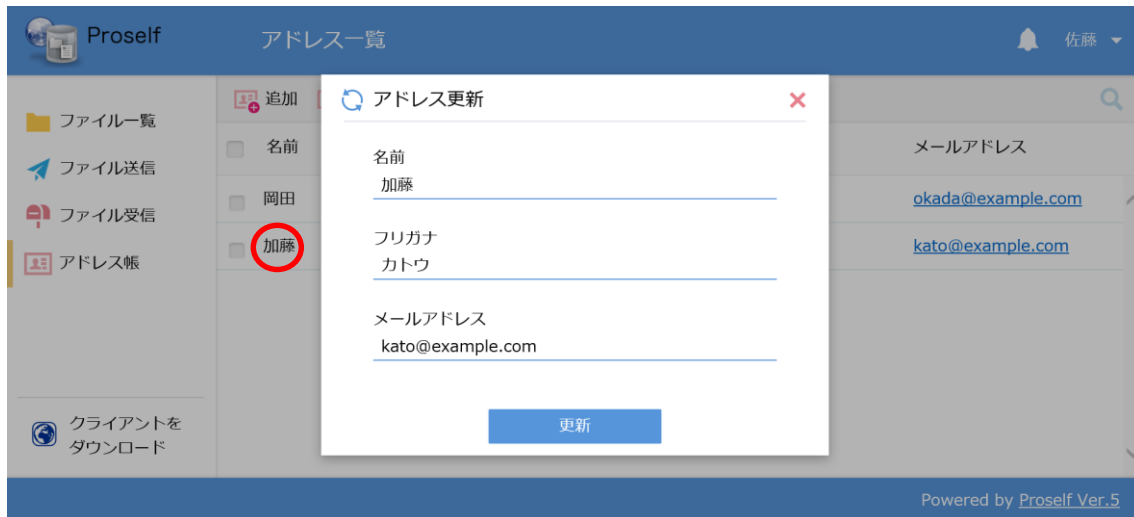 Proself
アドレス一覧
佐藤
ファイル一覧
ファイル送信
ファイル受信
アドレス帳
クライアントを
ダウンロード
追加
名前
メールアドレス
岡田
okada@example.com
加藤
kato@example.com
アドレス更新
名前
加藤
フリガナ
カトウ
メールアドレス
kato@example.com
更新
Powered by Proself Ver.5